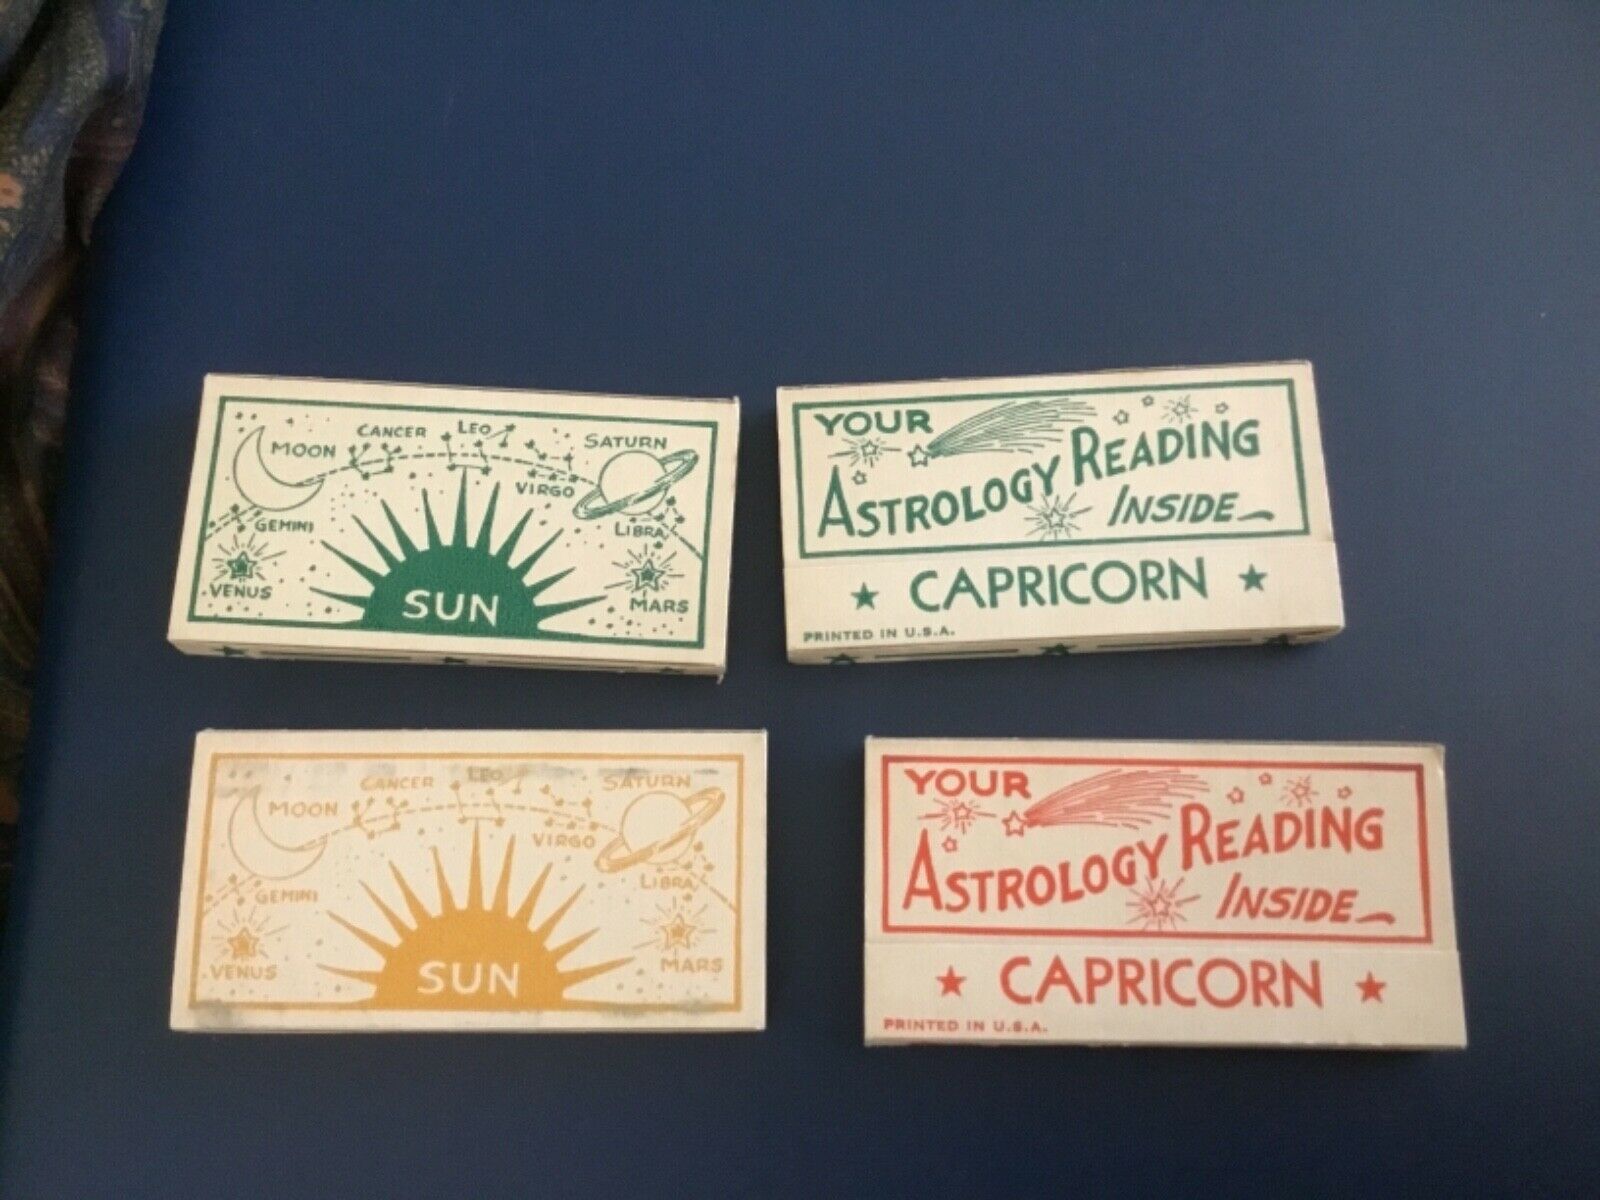 MOON CANCER LEO SATURN
VIRGO
GEMINI LIBRA
VENUS SUN MARS
YOUR
ASTROLOGY READING
INSIDE
CAPRICORN
PRINTED IN U.S.A.
MOON CANCER LEO SATURN
VIRGO
GEMINI LIBRA
VENUS SUN MARS
YOUR
ASTROLOGY READING
INSIDE
CAPRICORN
PRINTED IN U.S.A.